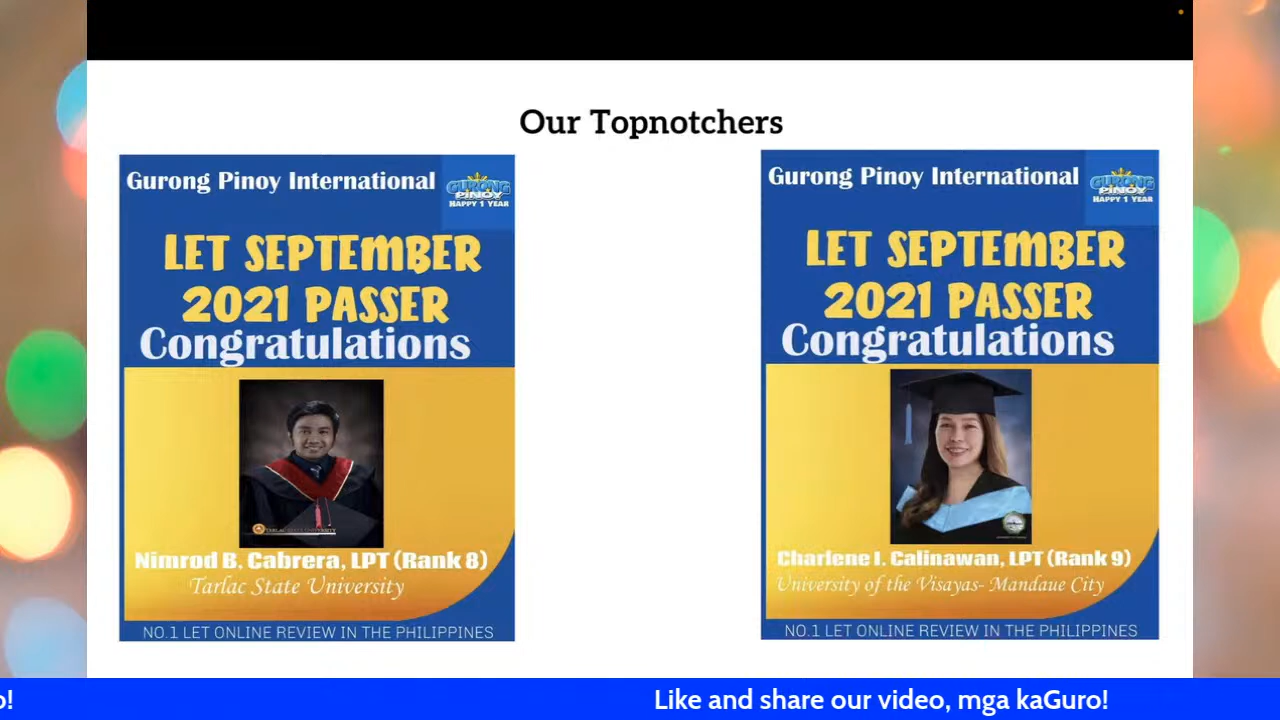 Our Topnotchers
Gurong Pinoy International
GURONG
PINOY
HAPPY 1 YEAR
LET SEPTEMBER
2021 PASSER
Congratulations
TARLAC STATE UNIVERSITY
Nimrod B. Cabrera, LPT (Rank 8)
Tarlac State University
NO.1 LET ONLINE REVIEW IN THE PHILIPPINES
Gurong Pinoy International
GURONG
PINOY
HAPPY 1 YEAR
LET SEPTEMBER
2021 PASSER
Congratulations
Charlene I. Calinawan, LPT (Rank 9)
University of the Visayas- Mandaue City
NO.1 LET ONLINE REVIEW IN THE PHILIPPINES
o! Like and share our video, mga kaGuro!